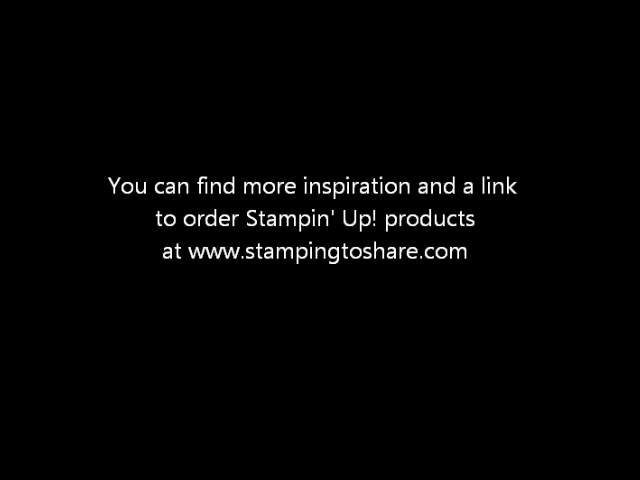 You can find more inspiration and a link
to order Stampin' Up! products
at www.stampingtoshare.com